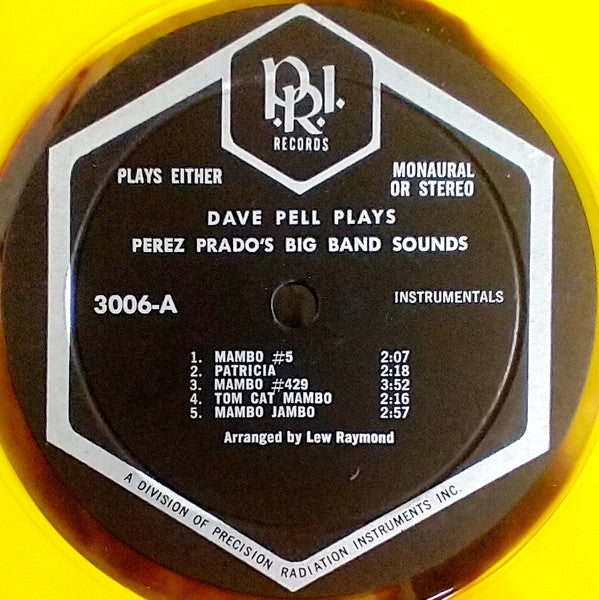 P.R.I.
RECORDS
PLAYS EITHER
MONAURAL
OR STEREO
DAVE PELL PLAYS
PEREZ PRADO'S BIG BAND SOUNDS
3006-A
INSTRUMENTALS
1. MAMBO #5 2:07
2. PATRICIA 2:18
3. MAMBO #429 3:52
4. TOM CAT MAMBO 2:16
5. MAMBO JAMBO 2:57
Arranged by Lew Raymond
A DIVISION OF PRECISION RADIATION INSTRUMENTS INC.